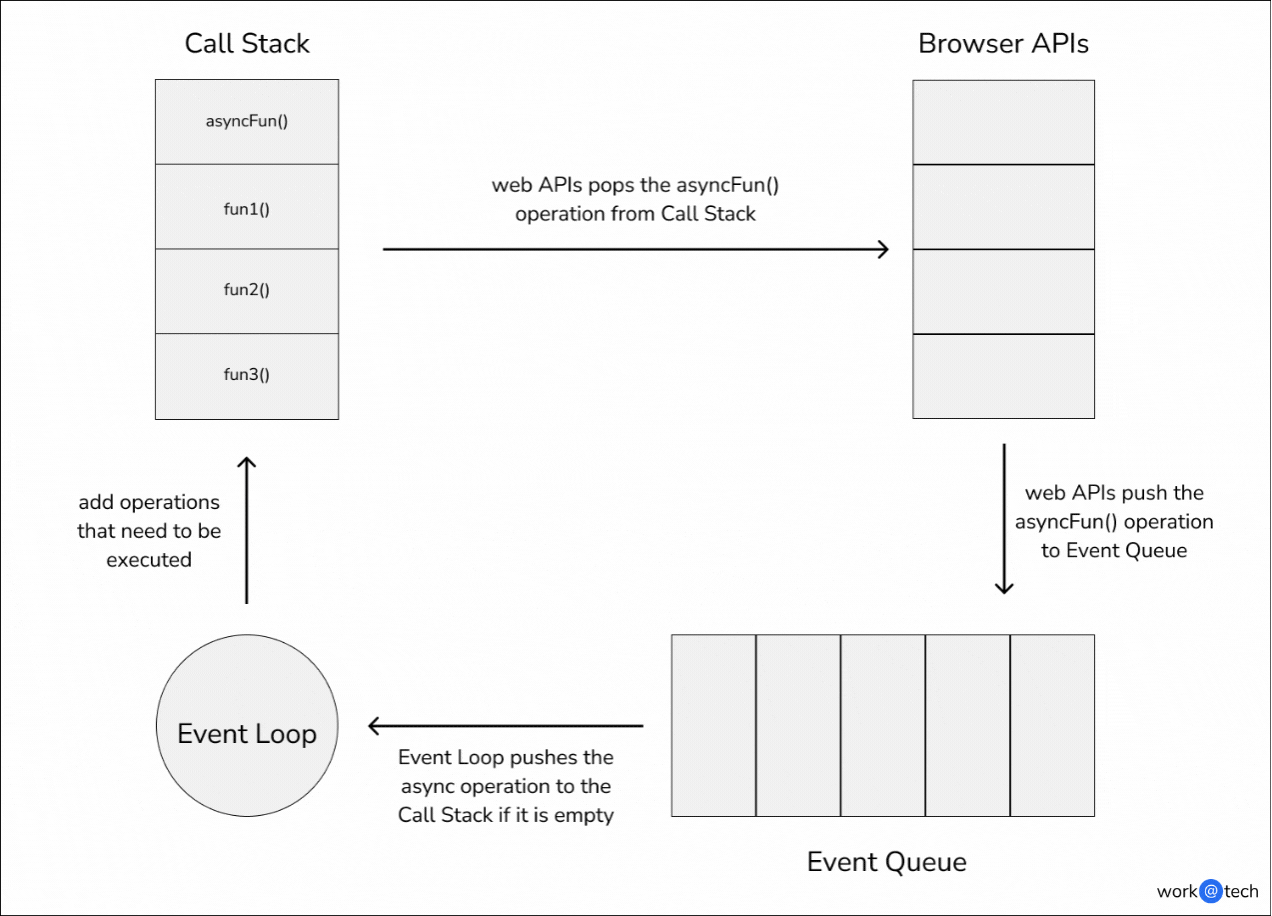 Call Stack
Browser APIs
asyncFun()
fun1()
fun2()
fun3()
web APIs pops the asyncFun()
operation from Call Stack
add operations
that need to be
executed
web APIs push the
asyncFun() operation
to Event Queue
Event Loop
Event Loop pushes the
async operation to the
Call Stack if it is empty
Event Queue
work@tech